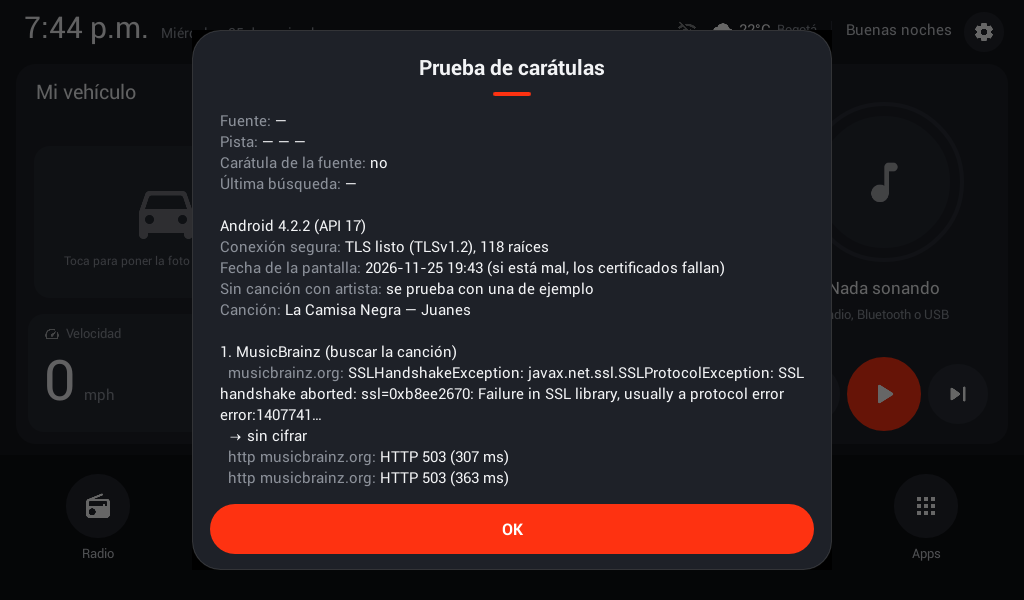 7:44 p.m.
22°C Bogotá
Buenas noches
Mi vehículo
Prueba de carátulas
Fuente: —
Pista: — — —
Carátula de la fuente: no
Última búsqueda: —
Android 4.2.2 (API 17)
Conexión segura: TLS listo (TLSv1.2), 118 raíces
Fecha de la pantalla: 2026-11-25 19:43 (si está mal, los certificados fallan)
Sin canción con artista: se prueba con una de ejemplo
Canción: La Camisa Negra — Juanes
1. MusicBrainz (buscar la canción)
musicbrainz.org: SSLHandshakeException: javax.net.ssl.SSLProtocolException: SSL
handshake aborted: ssl=0xb8ee2670: Failure in SSL library, usually a protocol error
error:1407741…
→ sin cifrar
http musicbrainz.org: HTTP 503 (307 ms)
http musicbrainz.org: HTTP 503 (363 ms)
OK
Toca para poner la foto
Velocidad
0 mph
Nada sonando
Bluetooth o USB
Radio
Apps